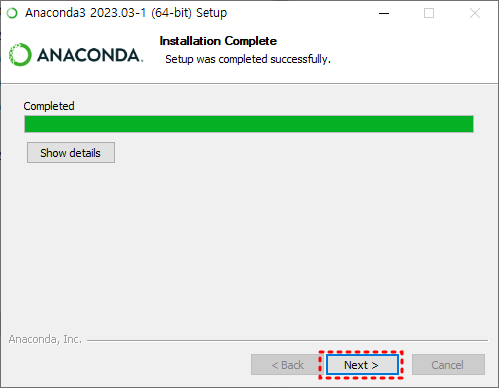 Anaconda3 2023.03-1 (64-bit) Setup
ANACONDA.
Installation Complete
Setup was completed successfully.
Completed
Show details
Anaconda, Inc.
< Back
Next >
Cancel